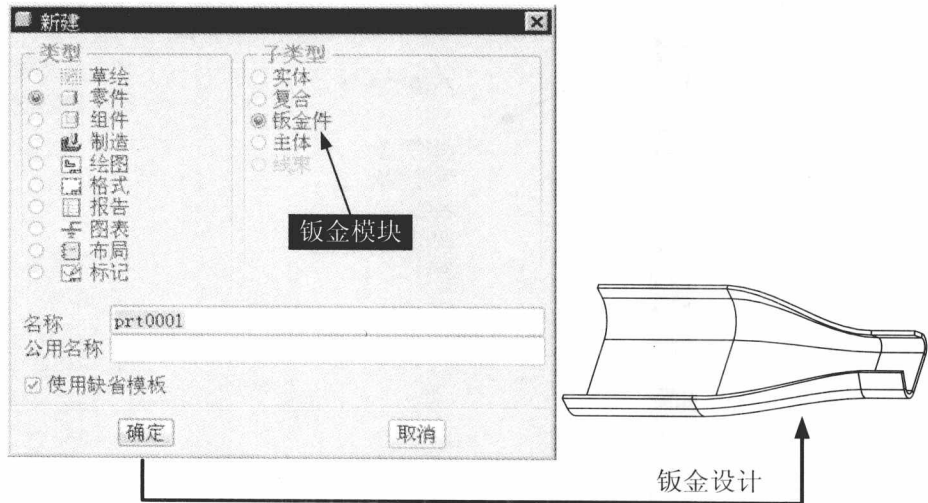 新建
类型
草绘
零件
组件
制造
绘图
格式
报告
图表
布局
标记
子类型
实体
复合
钣金件
主体
线束
钣金模块
名称 prt0001
公用名称
使用缺省模板
确定 取消
钣金设计